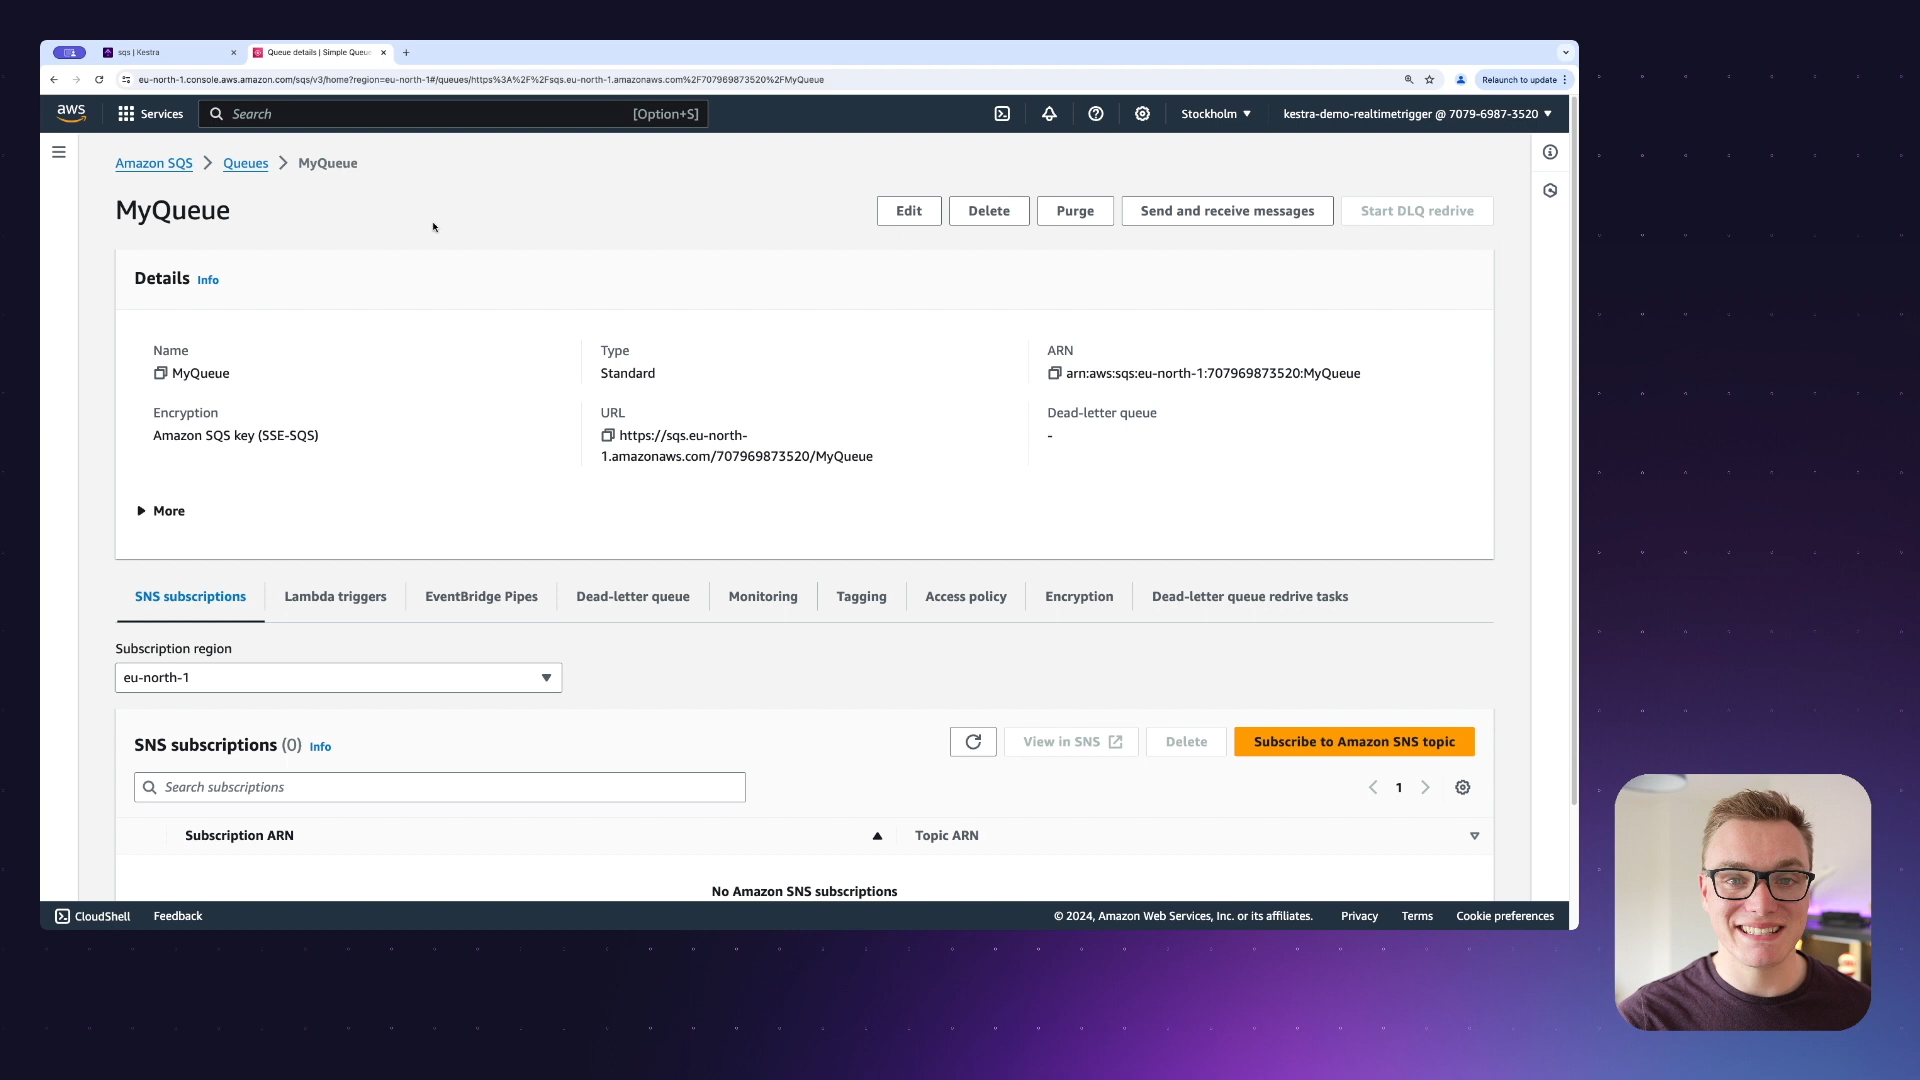 sqs | Kestra
Queue details | Simple Queu
eu-north-1.console.aws.amazon.com/sqs/v3/home?region=eu-north-1#/queues/https%3A%2F%2Fsqs.eu-north-1.amazonaws.com%2F707969873520%2FMyQueue
Relaunch to update
aws
Services
Search
[Option+S]
Stockholm
kestra-demo-realtimetrigger @ 7079-6987-3520
Amazon SQS
Queues
MyQueue
MyQueue
Edit
Delete
Purge
Send and receive messages
Start DLQ redrive
Details Info
Name
MyQueue
Type
Standard
ARN
arn:aws:sqs:eu-north-1:707969873520:MyQueue
Encryption
Amazon SQS key (SSE-SQS)
URL
https://sqs.eu-north-
1.amazonaws.com/707969873520/MyQueue
Dead-letter queue
-
More
SNS subscriptions
Lambda triggers
EventBridge Pipes
Dead-letter queue
Monitoring
Tagging
Access policy
Encryption
Dead-letter queue redrive tasks
Subscription region
eu-north-1
SNS subscriptions (0) Info
View in SNS
Delete
Subscribe to Amazon SNS topic
Search subscriptions
1
Subscription ARN
Topic ARN
No Amazon SNS subscriptions
CloudShell
Feedback
© 2024, Amazon Web Services, Inc. or its affiliates.
Privacy
Terms
Cookie preferences